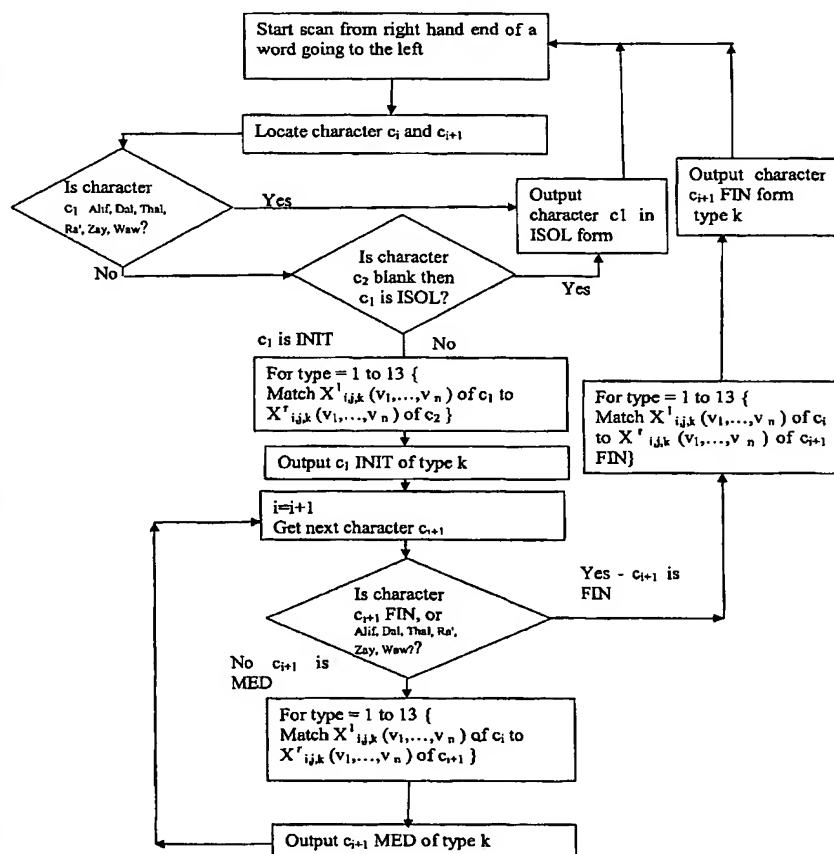 Start scan from right hand end of a
word going to the left
Locate character cᵢ and cᵢ₊₁
Is character
c₁ Alif, Dal, Thal,
Ra', Zay, Waw?
Yes
No
Output
character c1 in
ISOL form
Output character
cᵢ₊₁ FIN form
type k
Is character
c₂ blank then
c₁ is ISOL?
Yes
c₁ is INIT
No
For type = 1 to 13 {
Match Xˡᵢ,ⱼ,ₖ (v₁,...,vₙ) of c₁ to
Xʳᵢ,ⱼ,ₖ (v₁,...,vₙ) of c₂ }
For type = 1 to 13 {
Match Xˡᵢ,ⱼ,ₖ (v₁,...,vₙ) of cᵢ
to Xʳᵢ,ⱼ,ₖ (v₁,...,vₙ) of cᵢ₊₁
FIN}
Output c₁ INIT of type k
i=i+1
Get next character cᵢ₊₁
Is character
cᵢ₊₁ FIN, or
Alif, Dal, Thal, Ra',
Zay, Waw??
Yes - cᵢ₊₁ is
FIN
No cᵢ₊₁ is
MED
For type = 1 to 13 {
Match Xˡᵢ,ⱼ,ₖ (v₁,...,vₙ) of cᵢ to
Xʳᵢ,ⱼ,ₖ (v₁,...,vₙ) of cᵢ₊₁ }
Output cᵢ₊₁ MED of type k